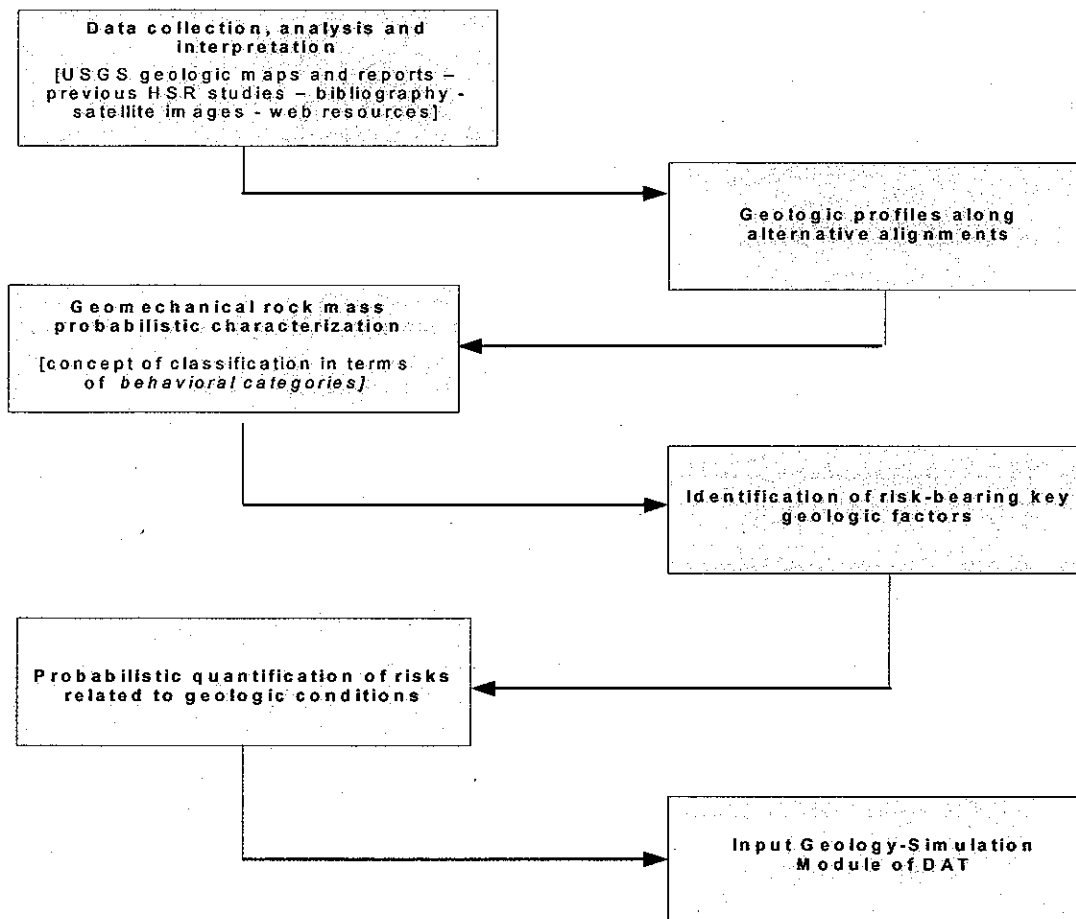 Data collection, analysis and
interpretation
[USGS geologic maps and reports –
previous HSR studies – bibliography -
satellite images - web resources]
Geologic profiles along
alternative alignments
Geomechanical rock mass
probabilistic characterization
[concept of classification in terms
of behavioral categories]
Identification of risk-bearing key
geologic factors
Probabilistic quantification of risks
related to geologic conditions
Input Geology-Simulation
Module of DAT